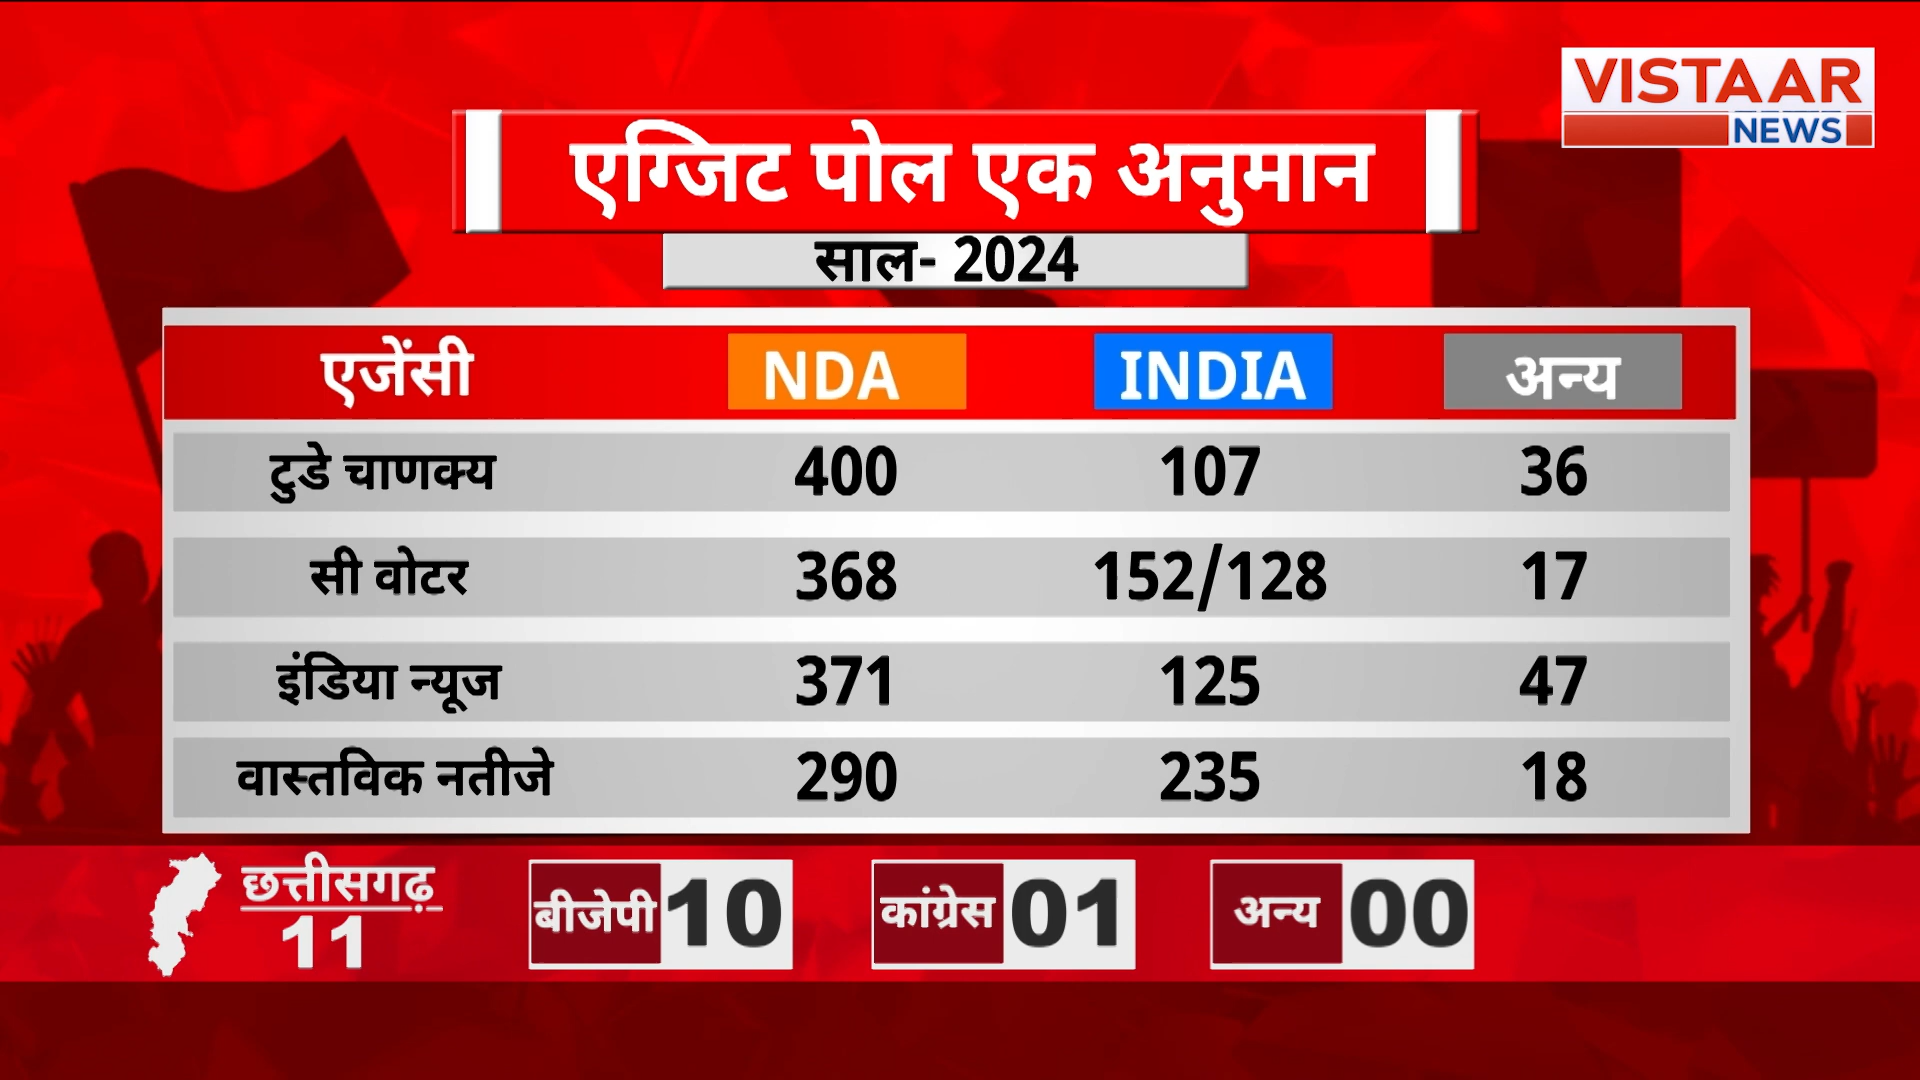 VISTAAR
NEWS
एग्जिट पोल एक अनुमान
साल- 2024
एजेंसी NDA INDIA अन्य
टुडे चाणक्य 400 107 36
सी वोटर 368 152/128 17
इंडिया न्यूज 371 125 47
वास्तविक नतीजे 290 235 18
छत्तीसगढ़ 11 बीजेपी 10 कांग्रेस 01 अन्य 00